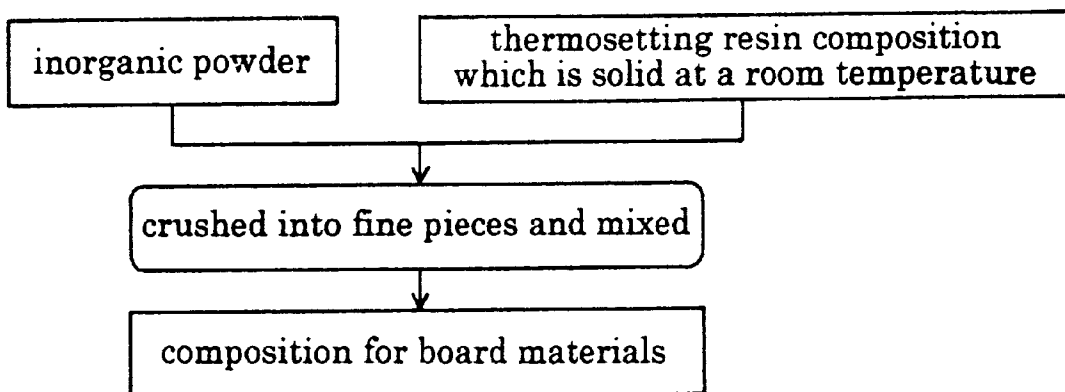 inorganic powder
thermosetting resin composition
which is solid at a room temperature
crushed into fine pieces and mixed
composition for board materials